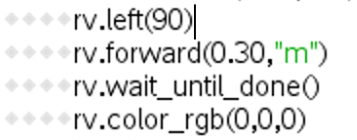 ◆◆◆◆rv.left(90)
◆◆◆◆rv.forward(0.30,"m")
◆◆◆◆rv.wait_until_done()
◆◆◆◆rv.color_rgb(0,0,0)